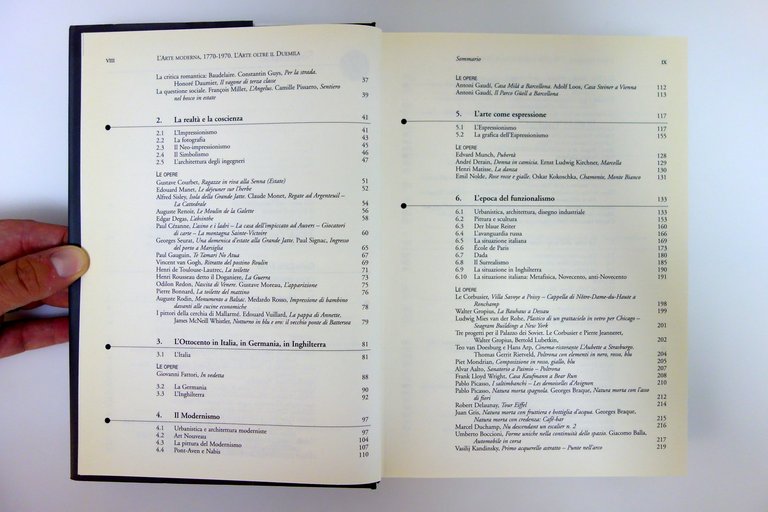 VIII
L'Arte moderna, 1770-1970. L'Arte oltre il Duemila
La critica romantica: Baudelaire. Constantin Guys, Per la strada.
Honoré Daumier, Il vagone di terza classe 37
La questione sociale. François Millet, L'Angelus. Camille Pissarro, Sentiero
nel bosco in estate 39
2. La realtà e la coscienza 41
2.1 L'Impressionismo 41
2.2 La fotografia 43
2.3 Il Neo-impressionismo 45
2.4 Il Simbolismo 46
2.5 L'architettura degli ingegneri 47
Le opere
Gustave Courbet, Ragazze in riva alla Senna (Estate) 51
Edouard Manet, Le déjeuner sur l'herbe 52
Alfred Sisley, Isola della Grande Jatte. Claude Monet, Regate ad Argenteuil –
La Cattedrale 54
Auguste Renoir, Le Moulin de la Galette 56
Edgar Degas, L'absinthe 58
Paul Cézanne, L'asino e i ladri – La casa dell'impiccato ad Auvers – Giocatori
di carte – La montagna Sainte-Victoire 60
Georges Seurat, Una domenica d'estate alla Grande Jatte. Paul Signac, Ingresso
del porto a Marsiglia 65
Paul Gauguin, Te Tamari No Atua 67
Vincent van Gogh, Ritratto del postino Roulin 69
Henri de Toulouse-Lautrec, La toilette 71
Henri Rousseau detto il Doganiere, La Guerra 73
Odilon Redon, Nascita di Venere. Gustave Moreau, L'apparizione 75
Pierre Bonnard, La toilette del mattino 76
Auguste Rodin, Monumento a Balzac. Medardo Rosso, Impressione di bambino
davanti alle cucine economiche 78
I pittori della cerchia di Mallarmé. Edouard Vuillard, La pappa di Annette.
James McNeill Whistler, Notturno in blu e oro: il vecchio ponte di Battersea 79
3. L'Ottocento in Italia, in Germania, in Inghilterra 81
3.1 L'Italia 81
Le opere
Giovanni Fattori, In vedetta 88
3.2 La Germania 90
3.3 L'Inghilterra 92
4. Il Modernismo 97
4.1 Urbanistica e architettura moderniste 97
4.2 Art Nouveau 104
4.3 La pittura del Modernismo 107
4.4 Pont-Aven e Nabis 110
Sommario
IX
Le opere
Antoni Gaudí, Casa Milá a Barcellona. Adolf Loos, Casa Steiner a Vienna 112
Antoni Gaudí, Il Parco Güell a Barcellona 113
5. L'arte come espressione 117
5.1 L'Espressionismo 117
5.2 La grafica dell'Espressionismo 155
Le opere
Edvard Munch, Pubertà 128
André Derain, Donna in camicia. Ernst Ludwig Kirchner, Marcella 129
Henri Matisse, La danza 130
Emil Nolde, Rose rosse e gialle. Oskar Kokoschka, Chamonix, Monte Bianco 131
6. L'epoca del funzionalismo 133
6.1 Urbanistica, architettura, disegno industriale 133
6.2 Pittura e scultura 153
6.3 Der blaue Reiter 160
6.4 L'avanguardia russa 166
6.5 La situazione italiana 169
6.6 École de Paris 173
6.7 Dada 180
6.8 Il Surrealismo 185
6.9 La situazione in Inghilterra 190
6.10 La situazione italiana: Metafisica, Novecento, anti-Novecento 191
Le opere
Le Corbusier, Villa Savoye a Poissy – Cappella di Nôtre-Dame-du-Haute a
Ronchamp 198
Walter Gropius, La Bauhaus a Dessau 199
Ludwig Mies van der Rohe, Plastico di un grattacielo in vetro per Chicago –
Seagram Buildings a New York 201
Tre progetti per il Palazzo dei Soviet. Le Corbusier e Pierre Jeanneret,
Walter Gropius, Bertold Lubetkin, 202
Teo van Doesburg e Hans Arp, Cinema-ristorante L'Aubette a Strasburgo.
Thomas Gerrit Rietveld, Poltrona con elementi in nero, rosso, blu 204
Piet Mondrian, Composizione in rosso, giallo, blu 205
Alvar Aalto, Sanatorio a Paimio – Poltrona 207
Frank Lloyd Wright, Casa Kaufmann a Bear Run 208
Pablo Picasso, I saltimbanchi – Les demoiselles d'Avignon 210
Pablo Picasso, Natura morta spagnola. Georges Braque, Natura morta con l'asso
di fiori 212
Robert Delaunay, Tour Eiffel 214
Juan Gris, Natura morta con fruttiera e bottiglia d'acqua. Georges Braque,
Natura morta con credenza: Café-bar 215
Marcel Duchamp, Nu descendant un escalier n. 2 216
Umberto Boccioni, Forme uniche nella continuità dello spazio. Giacomo Balla,
Automobile in corsa 217
Vasilij Kandinsky, Primo acquerello astratto – Punte nell'arco 219